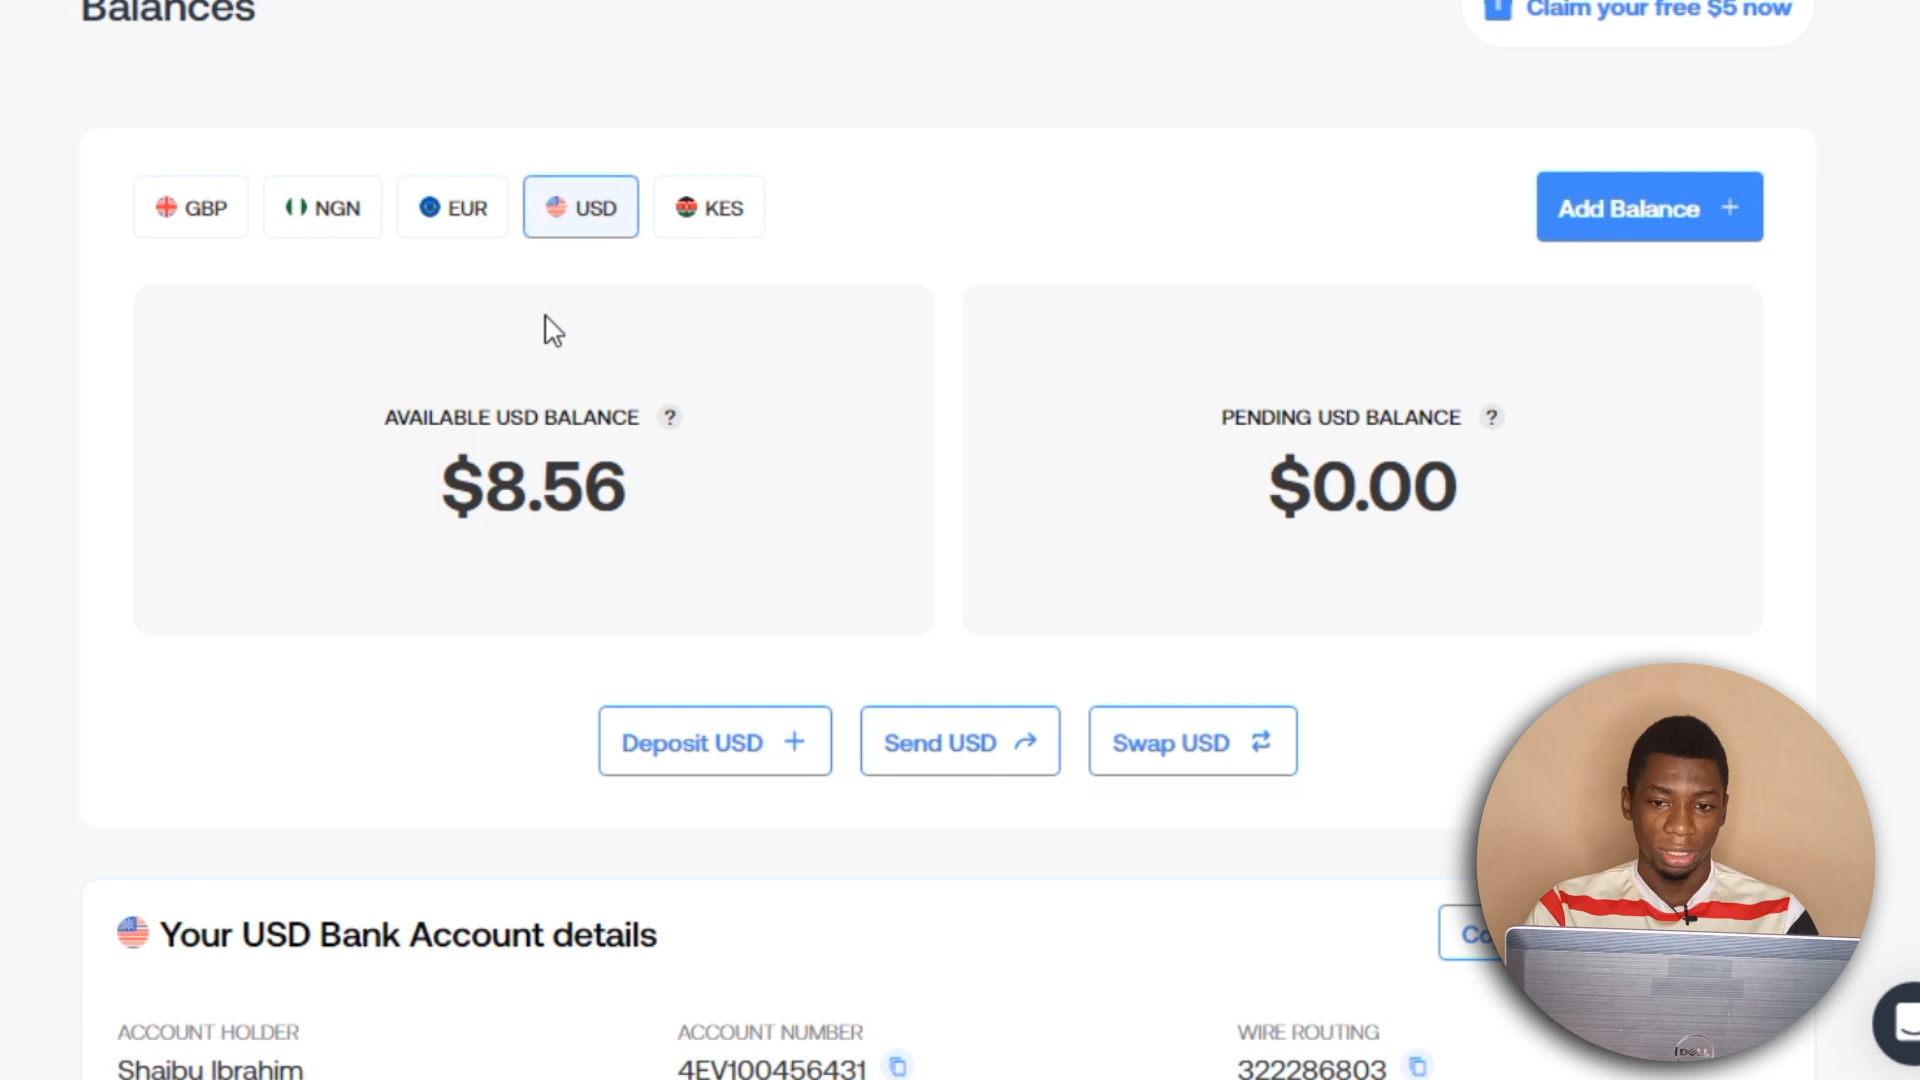 Balances
Claim your free $5 now
GBP NGN EUR USD KES
Add Balance +
AVAILABLE USD BALANCE ?
$8.56
PENDING USD BALANCE ?
$0.00
Deposit USD +
Send USD
Swap USD
Your USD Bank Account details
Co
ACCOUNT HOLDER
Shaibu Ibrahim
ACCOUNT NUMBER
4EV100456431
WIRE ROUTING
322286803
DELL